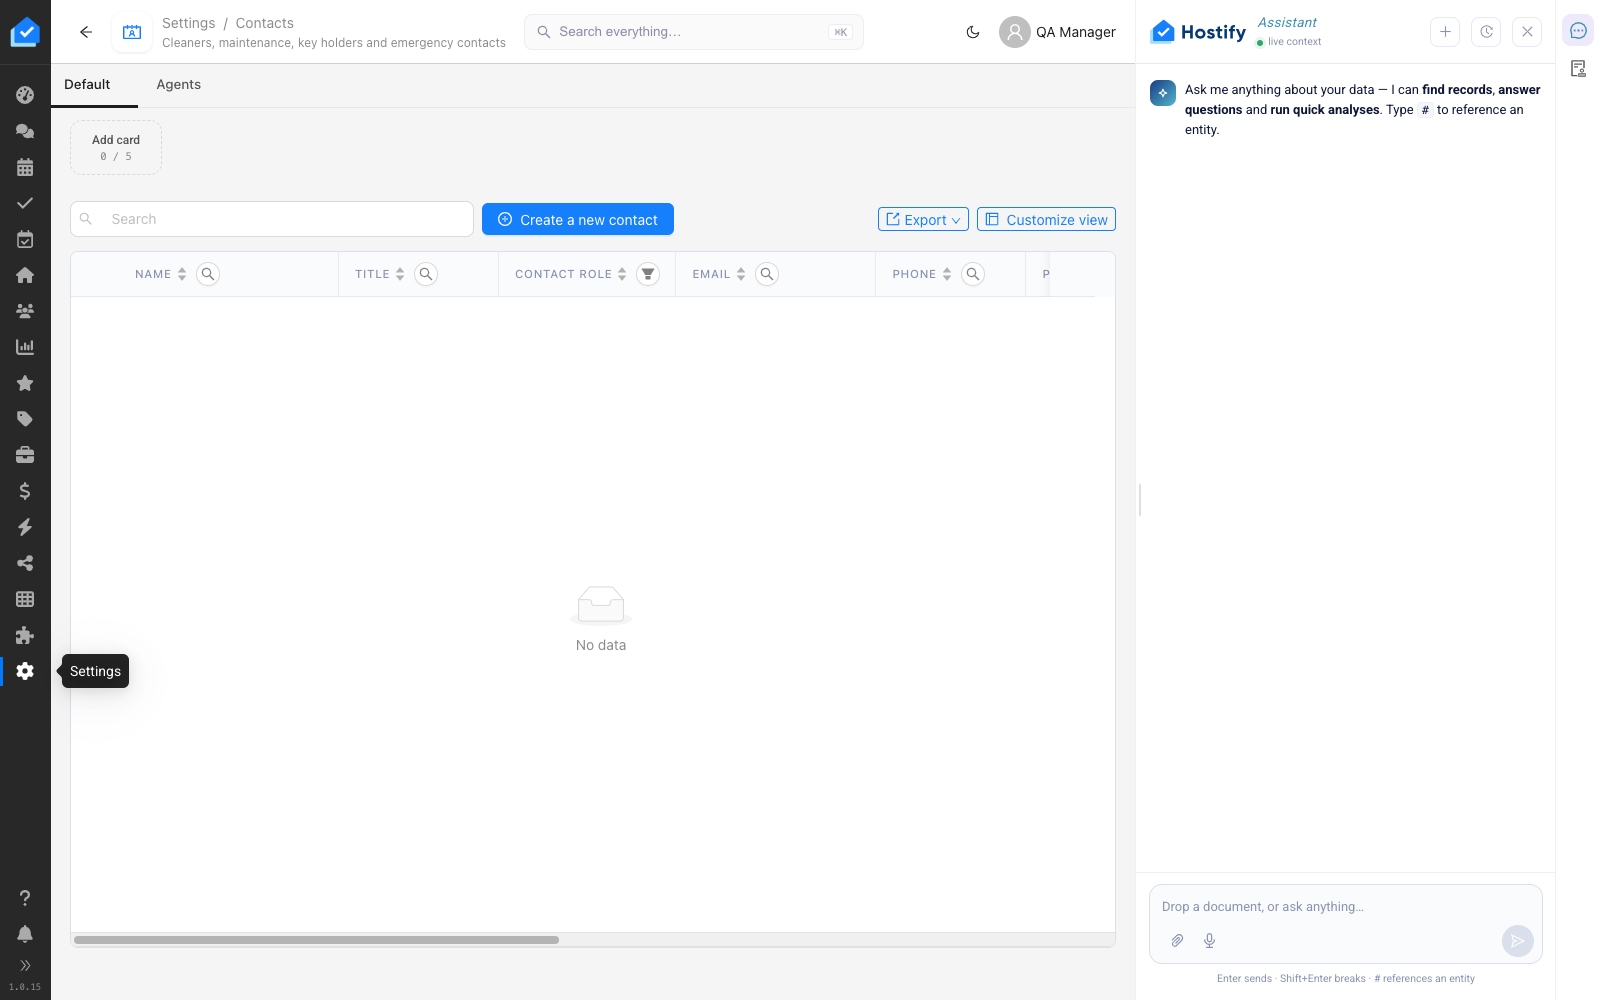 Settings / Contacts
Cleaners, maintenance, key holders and emergency contacts
Search everything...
⌘K
QA Manager
Hostify
Assistant
live context
Default
Agents
Add card
0 / 5
Search
Create a new contact
Export
Customize view
NAME
TITLE
CONTACT ROLE
EMAIL
PHONE
P
No data
Settings
1.0.15
Ask me anything about your data — I can find records, answer
questions and run quick analyses. Type # to reference an
entity.
Drop a document, or ask anything...
Enter sends · Shift+Enter breaks · # references an entity